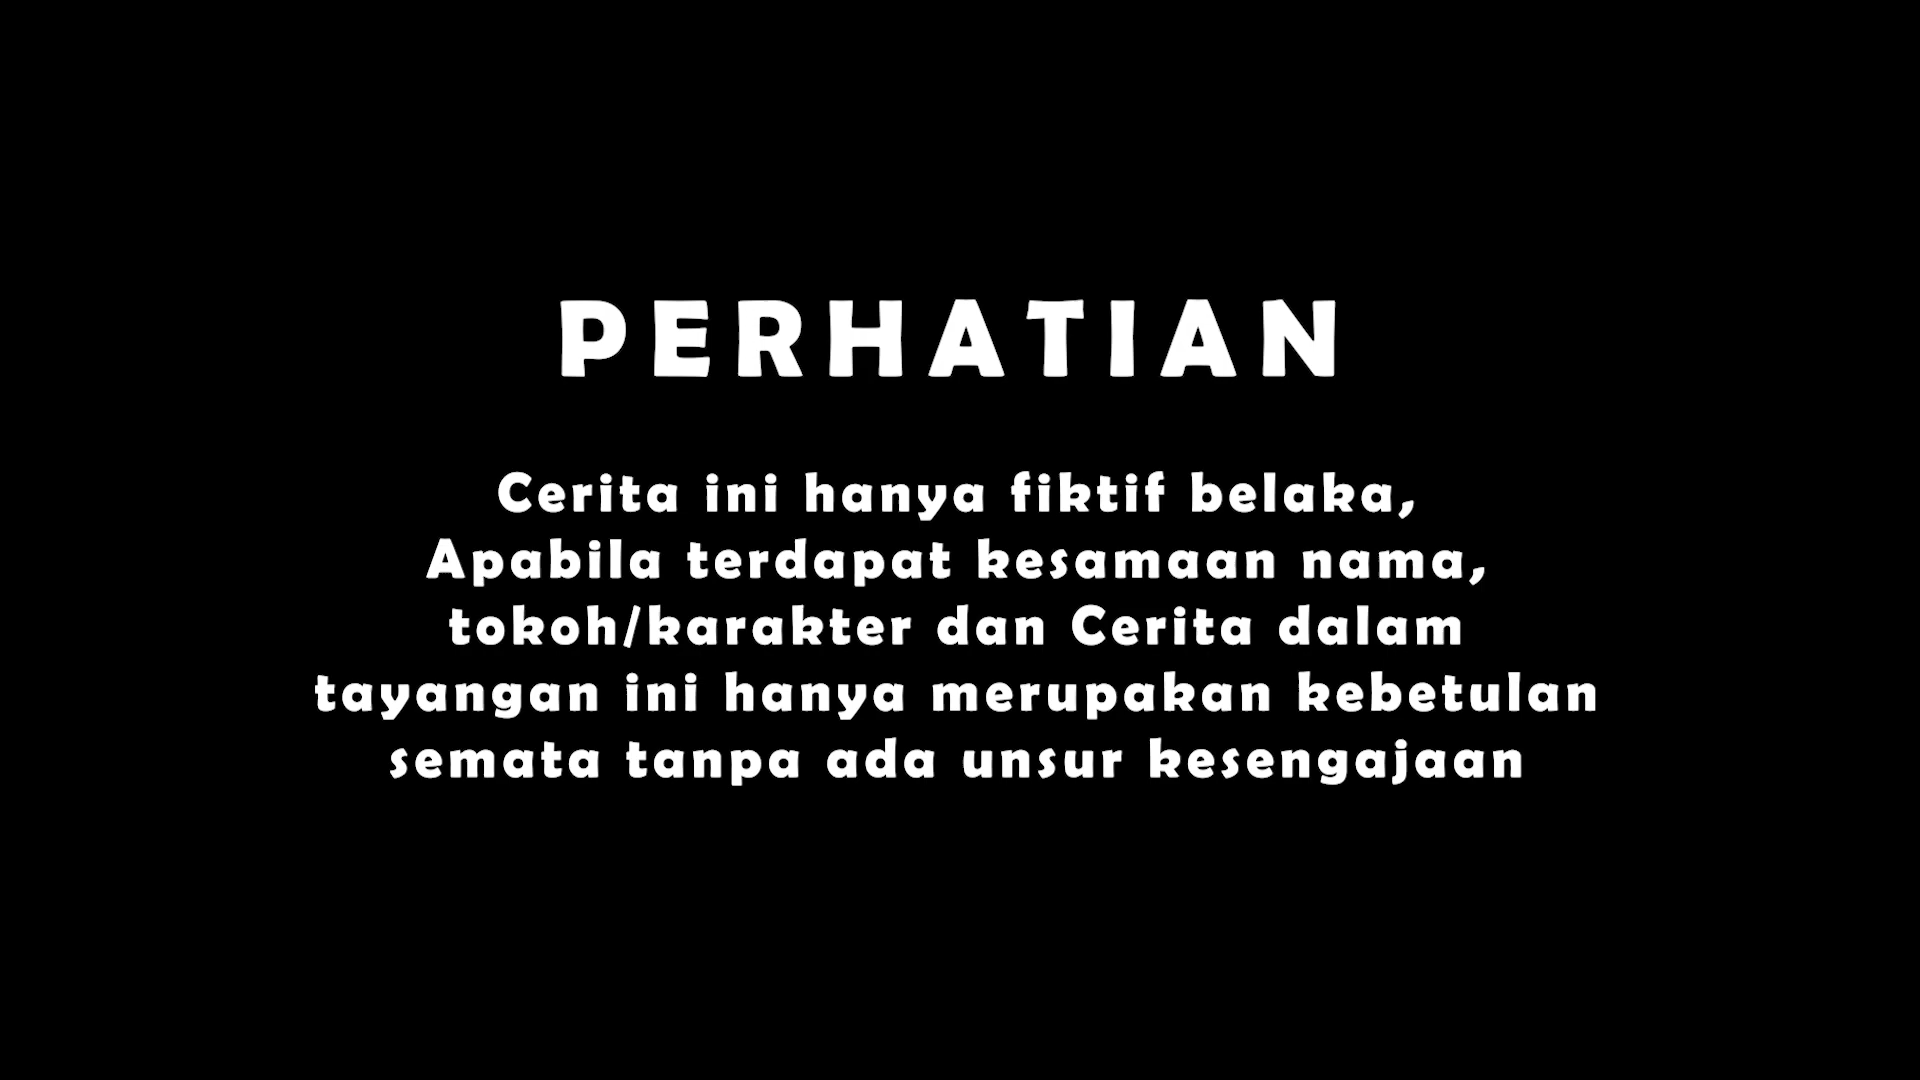 PERHATIAN
Cerita ini hanya fiktif belaka,
Apabila terdapat kesamaan nama,
tokoh/karakter dan Cerita dalam
tayangan ini hanya merupakan kebetulan
semata tanpa ada unsur kesengajaan